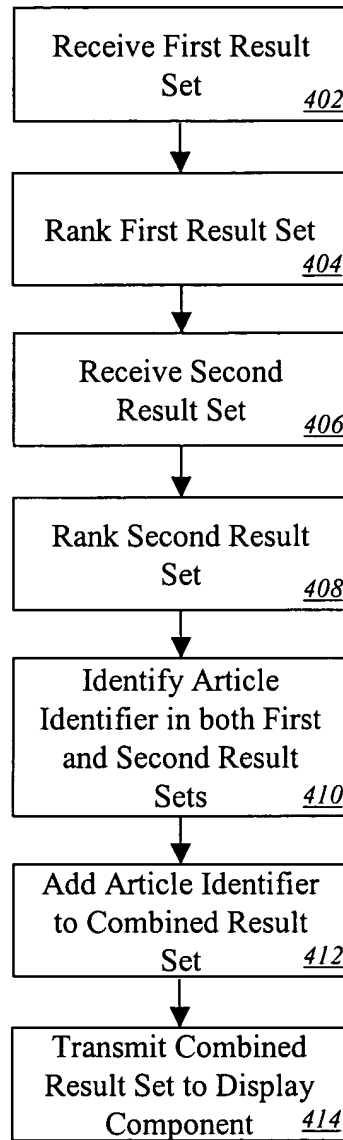 Receive First Result
Set
402
Rank First Result Set
404
Receive Second
Result Set
406
Rank Second Result
Set
408
Identify Article
Identifier in both First
and Second Result
Sets
410
Add Article Identifier
to Combined Result
Set
412
Transmit Combined
Result Set to Display
Component
414